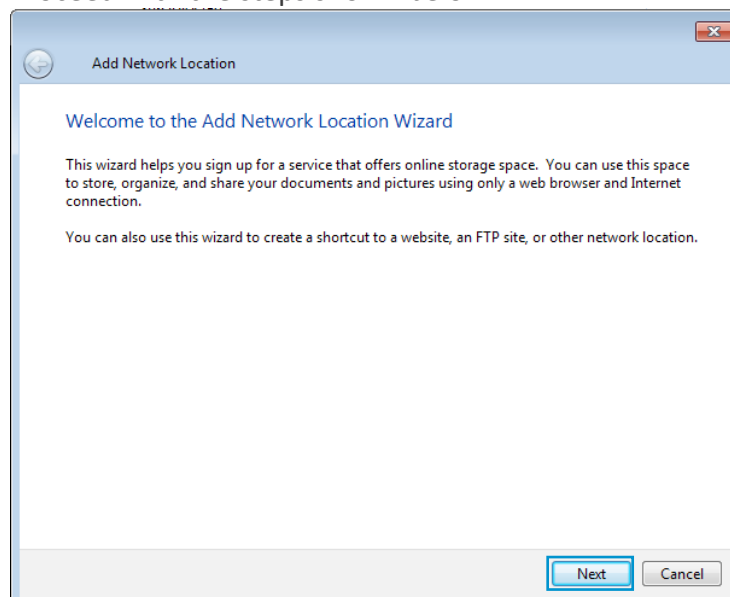 Add Network Location
Welcome to the Add Network Location Wizard
This wizard helps you sign up for a service that offers online storage space.  You can use this space
to store, organize, and share your documents and pictures using only a web browser and Internet
connection.
You can also use this wizard to create a shortcut to a website, an FTP site, or other network location.
Next
Cancel